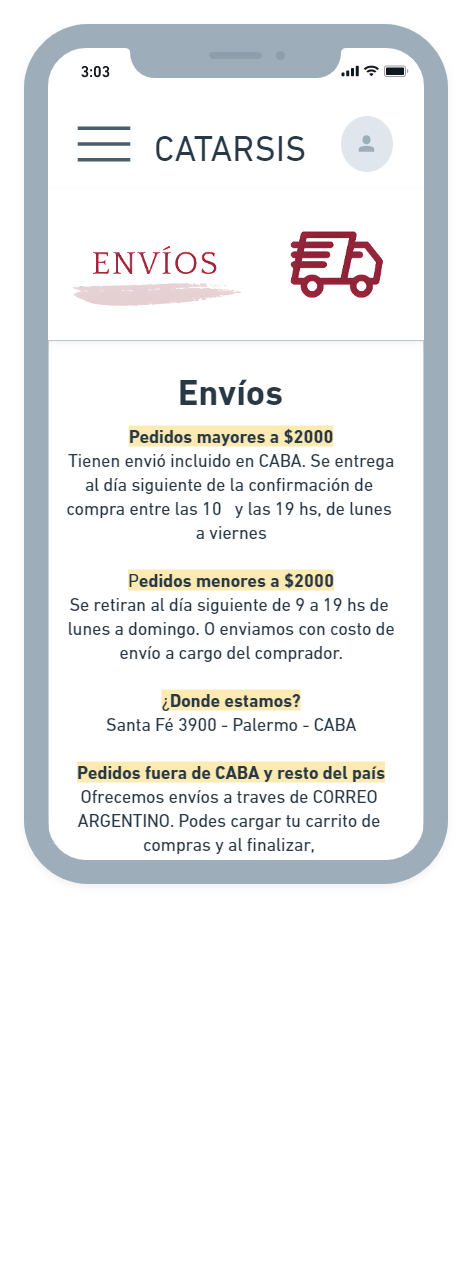 3:03
CATARSIS
ENVÍOS
Envíos
Pedidos mayores a $2000
Tienen envió incluido en CABA. Se entrega
al día siguiente de la confirmación de
compra entre las 10   y las 19 hs, de lunes
a viernes
Pedidos menores a $2000
Se retiran al día siguiente de 9 a 19 hs de
lunes a domingo. O enviamos con costo de
envío a cargo del comprador.
¿Donde estamos?
Santa Fé 3900 - Palermo - CABA
Pedidos fuera de CABA y resto del país
Ofrecemos envíos a traves de CORREO
ARGENTINO. Podes cargar tu carrito de
compras y al finalizar,